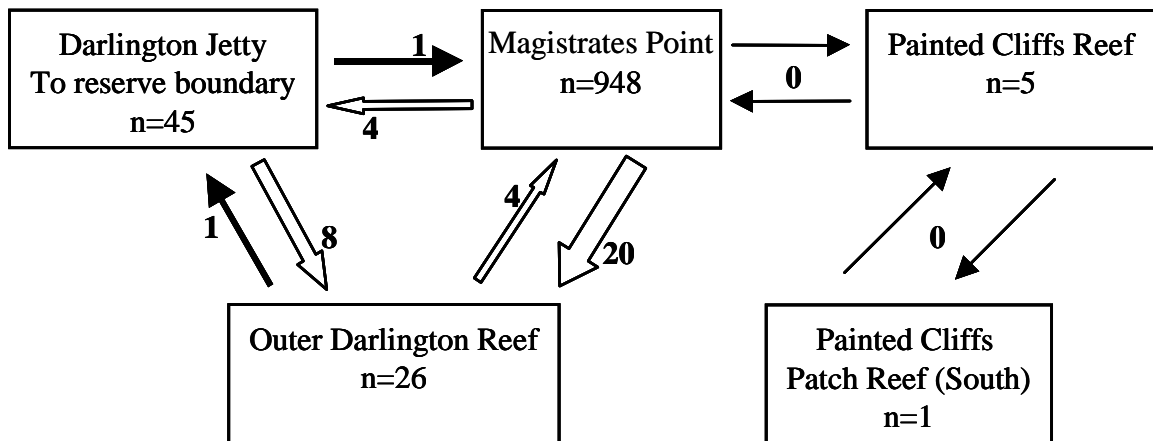 Darlington Jetty
To reserve boundary
n=45
1
4
Magistrates Point
n=948
0
Painted Cliffs Reef
n=5
1
8
4
20
0
Outer Darlington Reef
n=26
Painted Cliffs
Patch Reef (South)
n=1